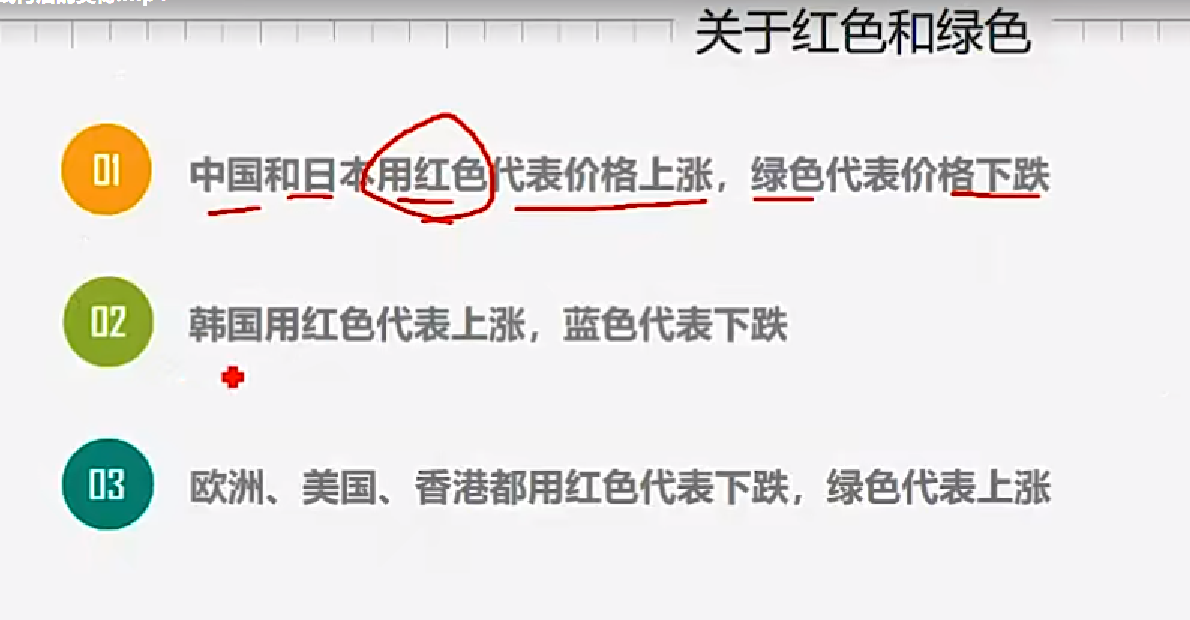 关于红色和绿色
01 中国和日本用红色代表价格上涨，绿色代表价格下跌
02 韩国用红色代表上涨，蓝色代表下跌
03 欧洲、美国、香港都用红色代表下跌，绿色代表上涨